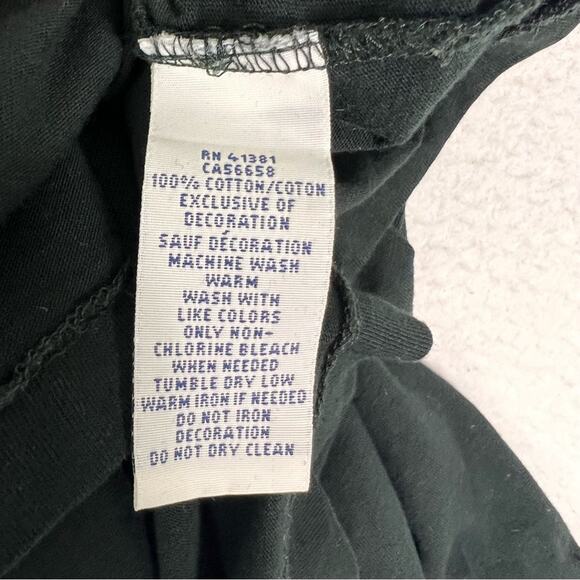 RN 41381
CA56658
100% COTTON/COTON
EXCLUSIVE OF
DECORATION
SAUF DÉCORATION
MACHINE WASH
WARM
WASH WITH
LIKE COLORS
ONLY NON-
CHLORINE BLEACH
WHEN NEEDED
TUMBLE DRY LOW
WARM IRON IF NEEDED
DO NOT IRON
DECORATION
DO NOT DRY CLEAN